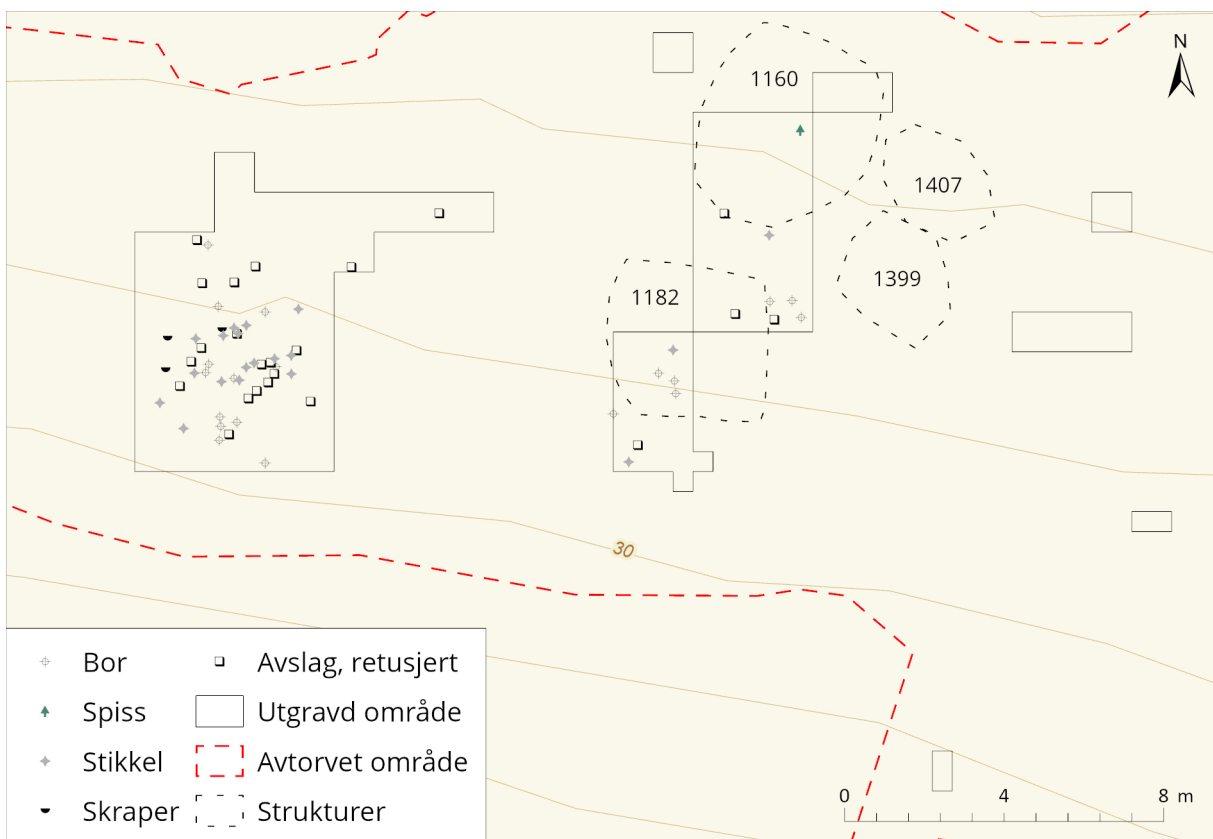 N
1160
1407
1399
1182
30
Bor
Avslag, retusjert
Spiss
Utgravd område
Stikkel
Avtorvet område
Skraper
Strukturer
0 4 8 m